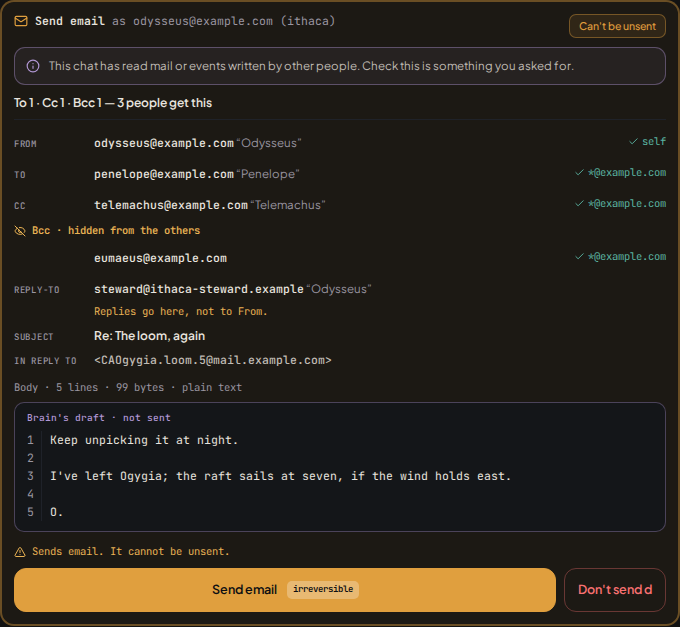 Send email as odysseus@example.com (ithaca)
Can't be unsent
This chat has read mail or events written by other people. Check this is something you asked for.
To 1 · Cc 1 · Bcc 1 — 3 people get this
FROM odysseus@example.com “Odysseus” ✓ self
TO penelope@example.com “Penelope” ✓ *@example.com
CC telemachus@example.com “Telemachus” ✓ *@example.com
Bcc · hidden from the others
eumaeus@example.com ✓ *@example.com
REPLY-TO steward@ithaca-steward.example “Odysseus”
Replies go here, not to From.
SUBJECT Re: The loom, again
IN REPLY TO <CAOgygia.loom.5@mail.example.com>
Body · 5 lines · 99 bytes · plain text
Brain's draft · not sent
1 Keep unpicking it at night.
2
3 I've left Ogygia; the raft sails at seven, if the wind holds east.
4
5 O.
Sends email. It cannot be unsent.
Send email irreversible
Don't send d